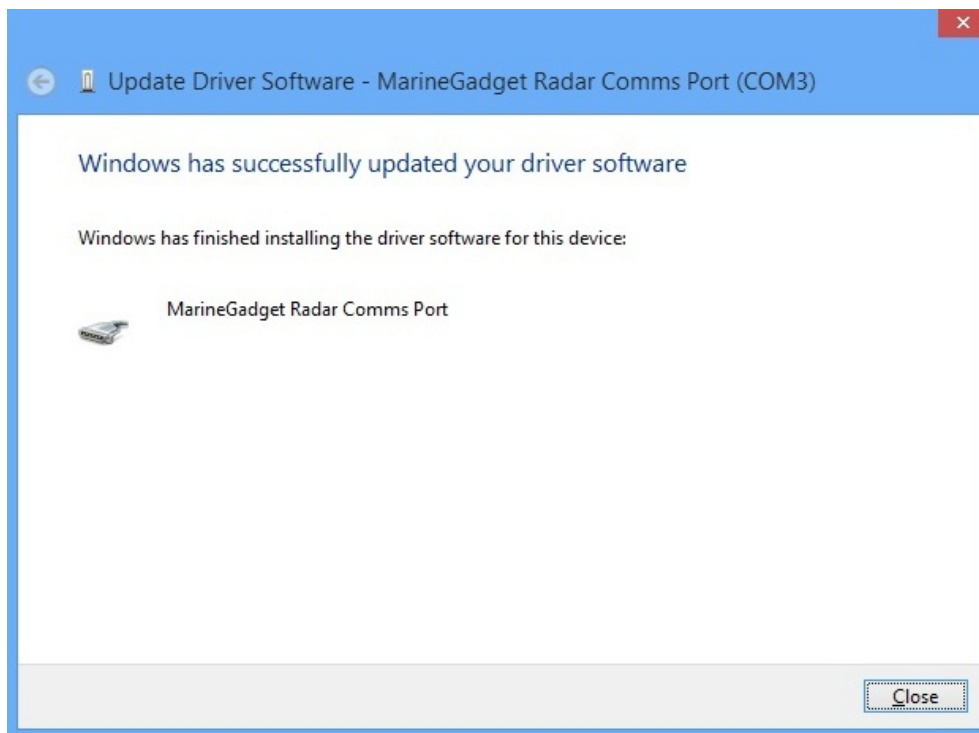 Update Driver Software - MarineGadget Radar Comms Port (COM3)
Windows has successfully updated your driver software
Windows has finished installing the driver software for this device:
MarineGadget Radar Comms Port
Close